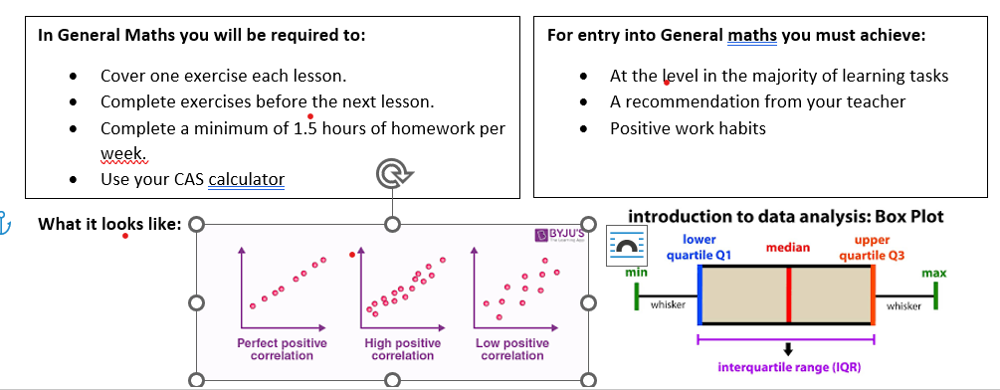 In General Maths you will be required to:
• Cover one exercise each lesson.
• Complete exercises before the next lesson.
• Complete a minimum of 1.5 hours of homework per
week.
• Use your CAS calculator
For entry into General maths you must achieve:
• At the level in the majority of learning tasks
• A recommendation from your teacher
• Positive work habits
What it looks like:
BYJU'S
The Learning App
Perfect positive
correlation
High positive
correlation
Low positive
correlation
introduction to data analysis: Box Plot
lower
quartile Q1
median
upper
quartile Q3
min
max
whisker
whisker
interquartile range (IQR)